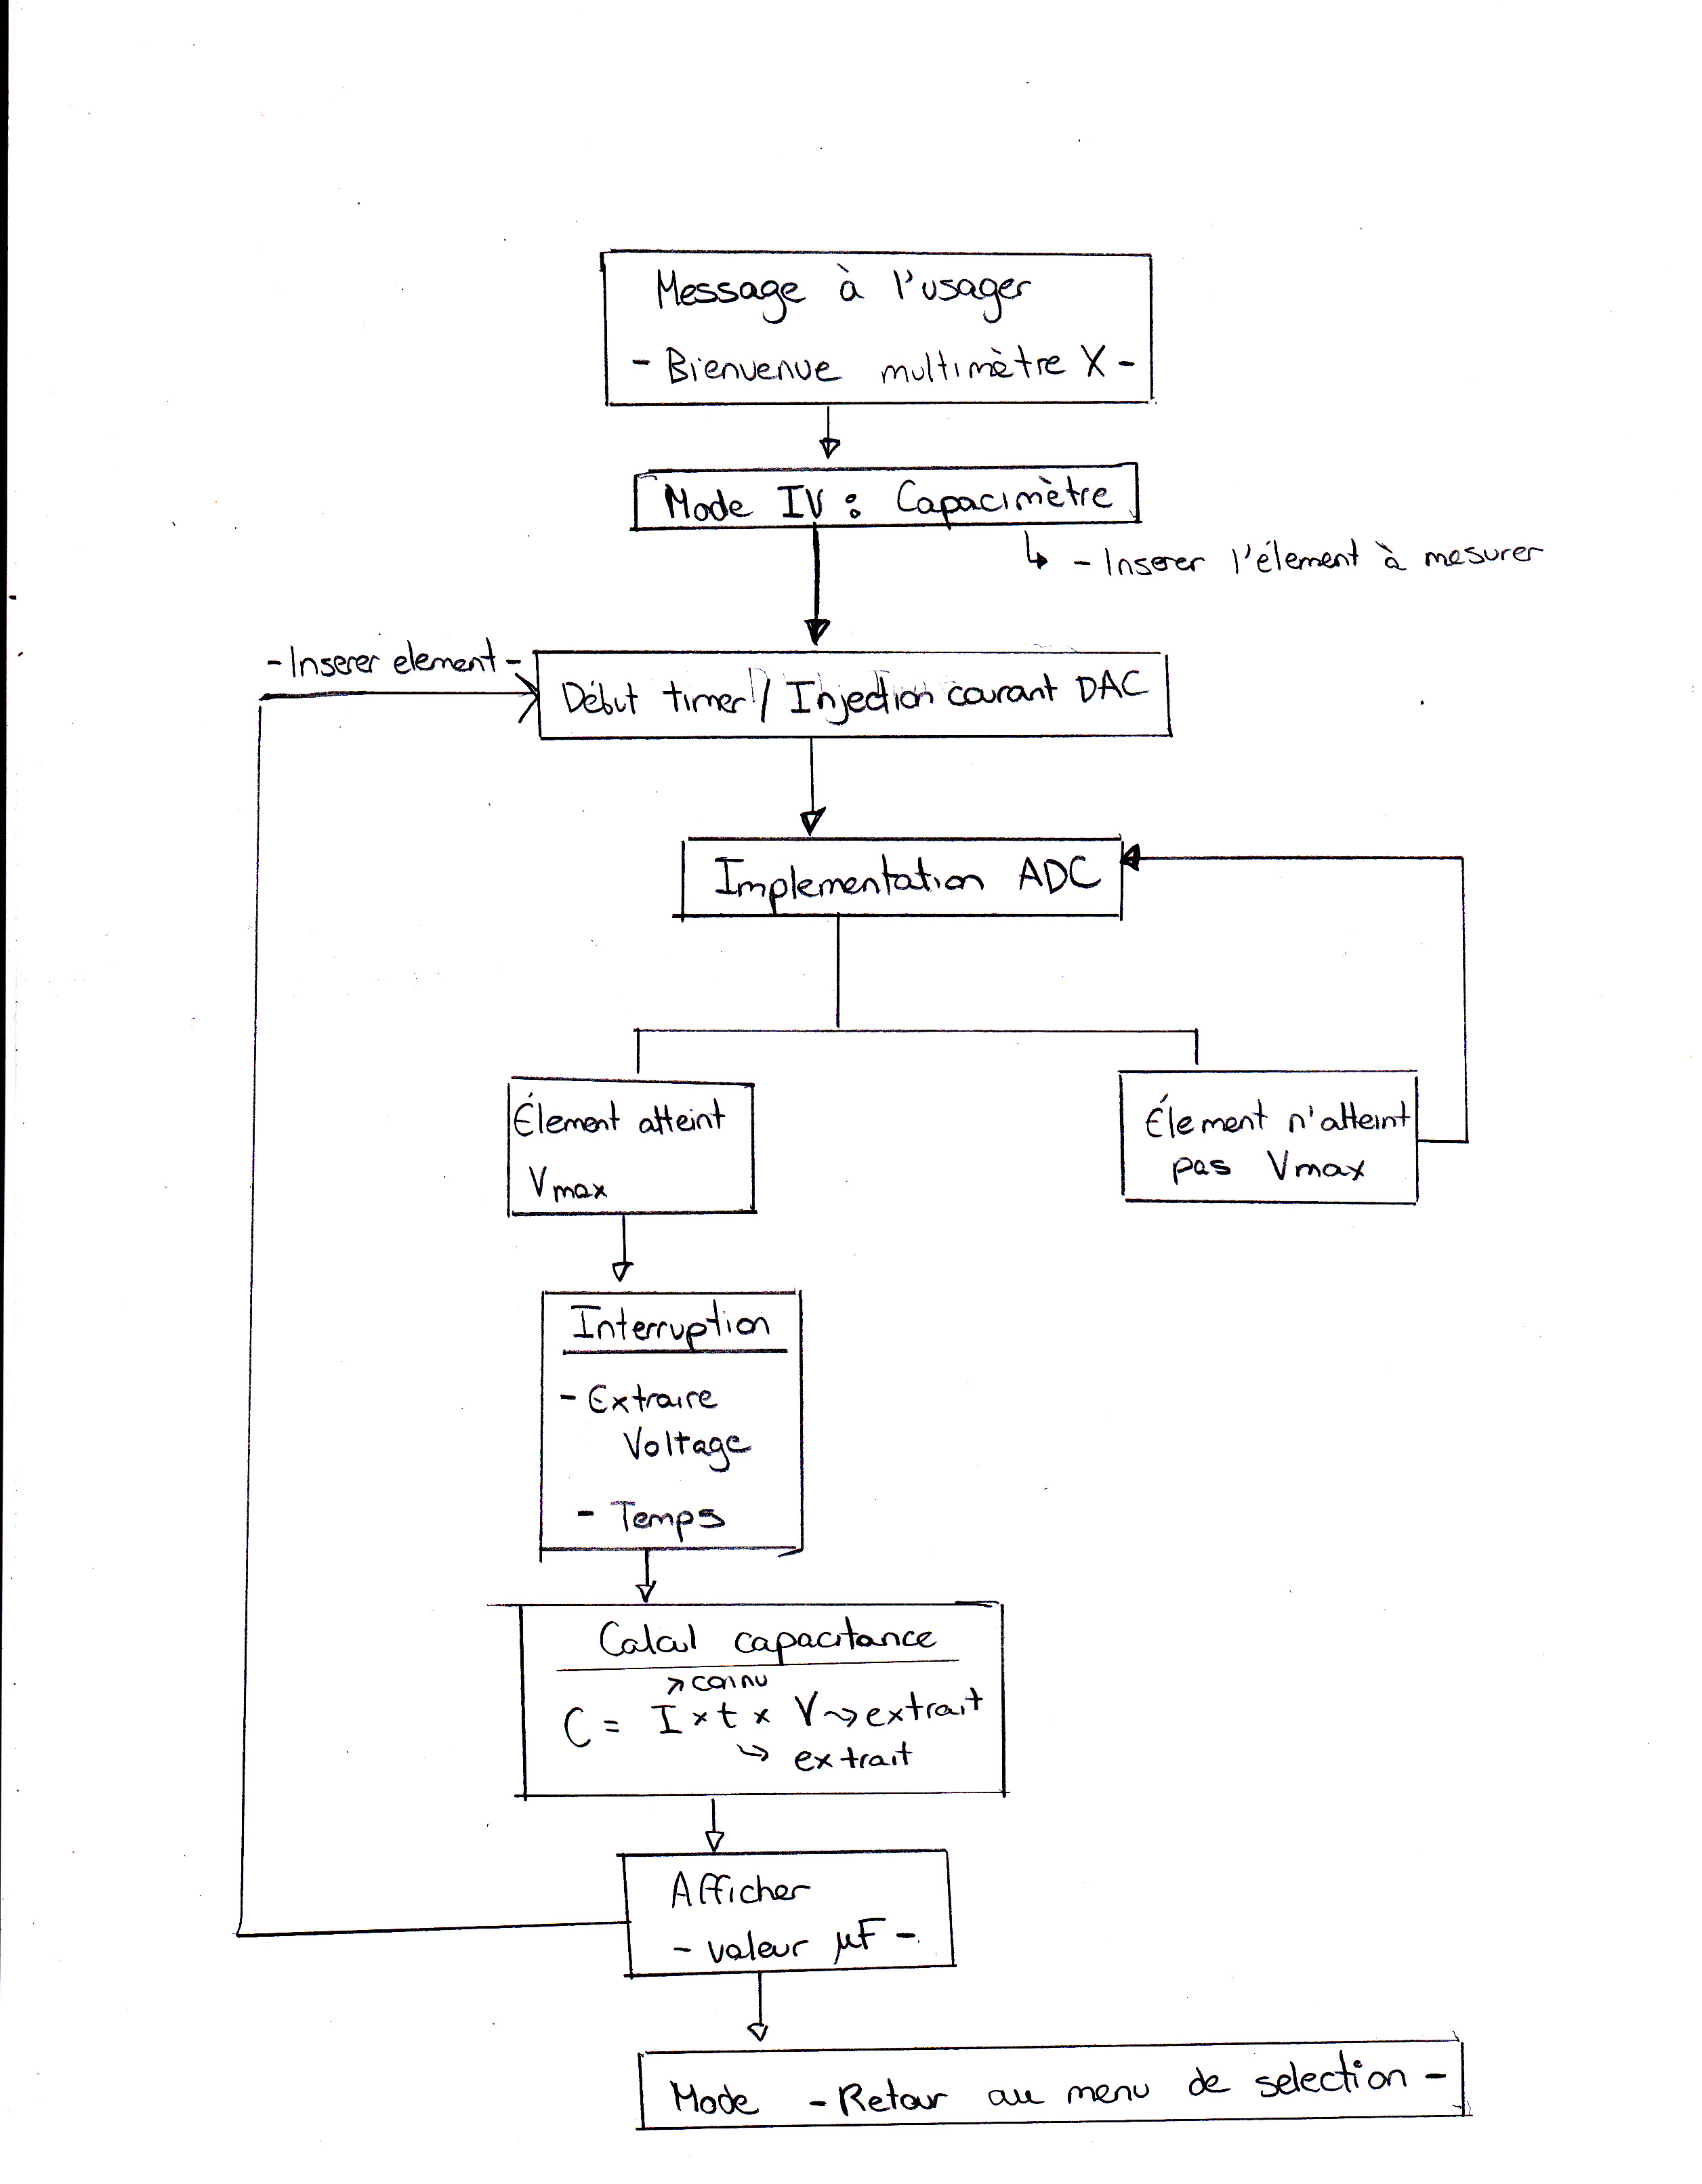 Message à l'usager
- Bienvenue multimètre X -
Mode IV : Capacimètre
↳ - Inserer l'élement à mesurer
- Inserer element -
Début timer / Injection courant DAC
Implementation ADC
Élement atteint
Vmax
Élement n'atteint
pas Vmax
Interruption
- Extraire
Voltage
- Temps
Calcul capacitance
↗ connu
C = I × t × V → extrait
↳ extrait
Afficher
- valeur µF -
Mode - Retour au menu de selection -